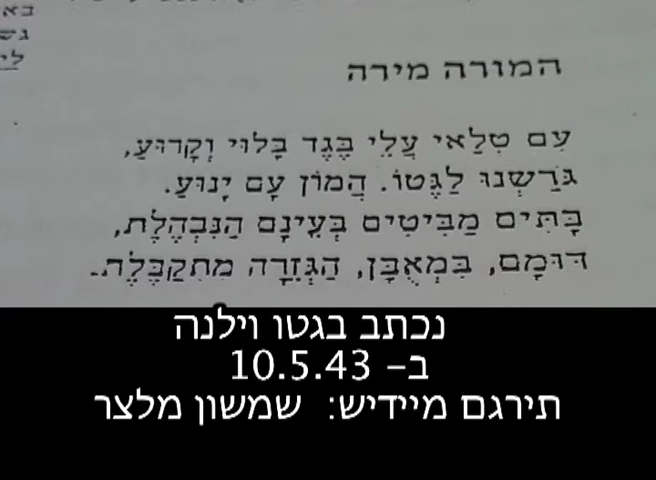 המורה מירה
עִם טְלַאי עֲלֵי בֶּגֶד בָּלוּי וְקָרוּעַ,
גֹּרַשְׁנוּ לַגֶּטוֹ. הֲמוֹן עָם יָנוּעַ.
בָּתִּים מַבִּיטִים בְּעֵינָם הַנִּבְהֶלֶת,
דּוּמָם, בִּמְאֻבָּן, הַגְּזֵרָה מִתְקַבֶּלֶת.
נכתב בגטו וילנה
ב- 10.5.43
תירגם מיידיש: שמשון מלצר